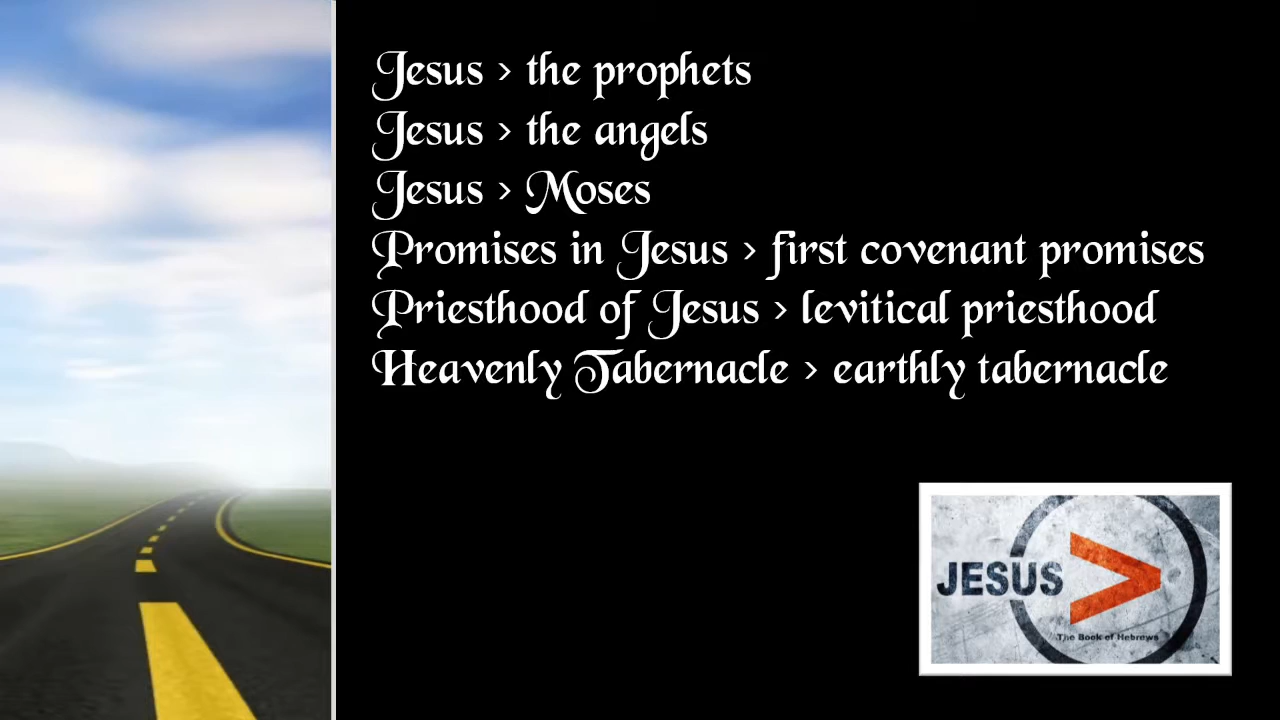 Jesus > the prophets
Jesus > the angels
Jesus > Moses
Promises in Jesus > first covenant promises
Priesthood of Jesus > levitical priesthood
Heavenly Tabernacle > earthly tabernacle
JESUS >
The Book of Hebrews